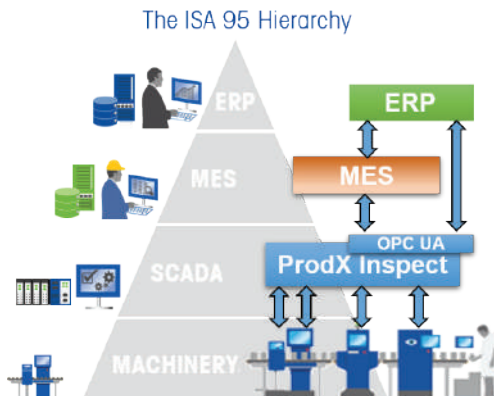 The ISA 95 Hierarchy
ERP
ERP
MES
MES
OPC UA
SCADA
ProdX Inspect
MACHINERY